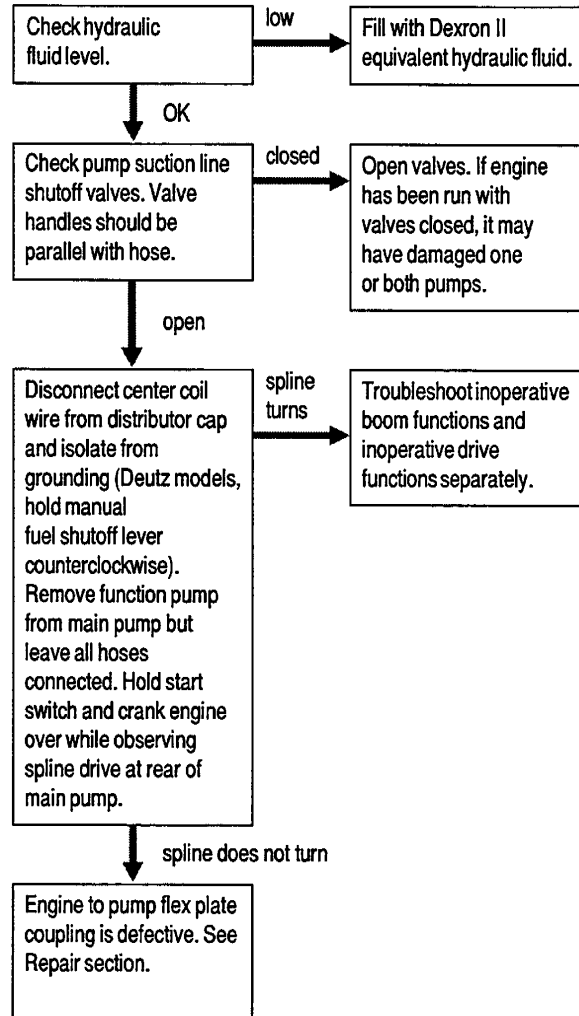 Check hydraulic
fluid level.
low
Fill with Dexron II
equivalent hydraulic fluid.
OK
Check pump suction line
shutoff valves. Valve
handles should be
parallel with hose.
closed
Open valves. If engine
has been run with
valves closed, it may
have damaged one
or both pumps.
open
Disconnect center coil
wire from distributor cap
and isolate from
grounding (Deutz models,
hold manual
fuel shutoff lever
counterclockwise).
Remove function pump
from main pump but
leave all hoses
connected. Hold start
switch and crank engine
over while observing
spline drive at rear of
main pump.
spline
turns
Troubleshoot inoperative
boom functions and
inoperative drive
functions separately.
spline does not turn
Engine to pump flex plate
coupling is defective. See
Repair section.